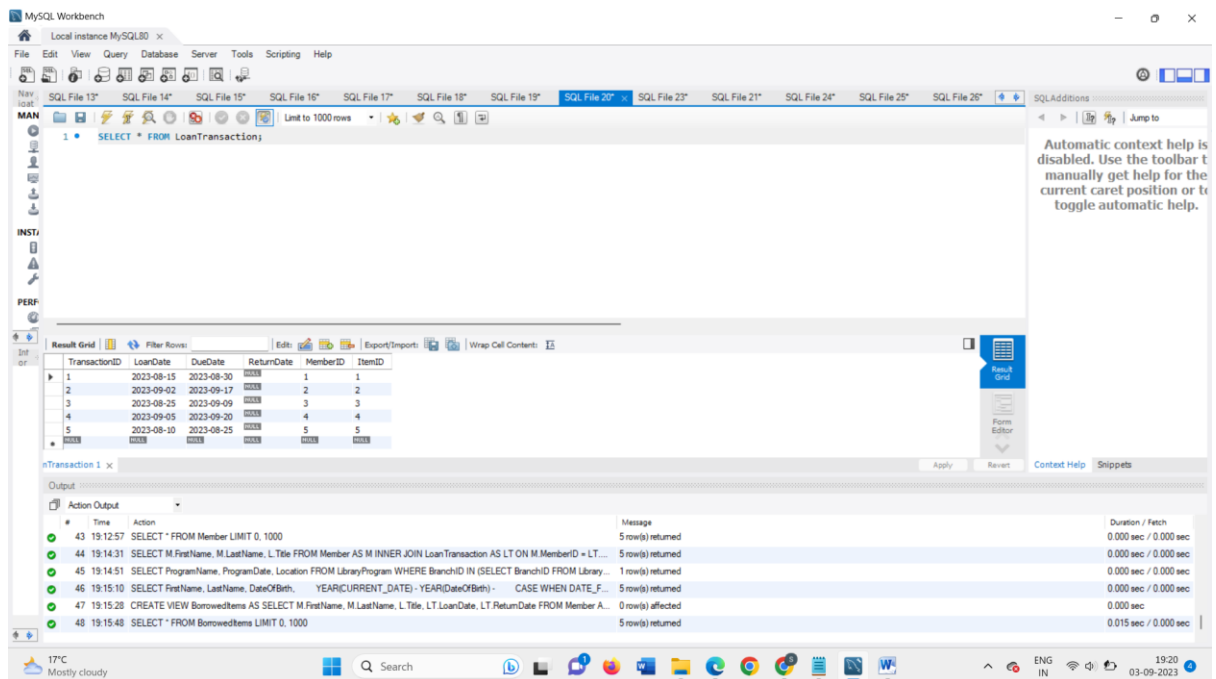 MySQL Workbench
Local instance MySQL80 ×
File Edit View Query Database Server Tools Scripting Help
Nav SQL File 13* SQL File 14* SQL File 15* SQL File 16* SQL File 17* SQL File 18* SQL File 19* SQL File 20* × SQL File 23* SQL File 21* SQL File 24* SQL File 25* SQL File 26* SQLAdditions
igat
MAN Limit to 1000 rows Jump to
1 SELECT * FROM LoanTransaction;
Automatic context help is
disabled. Use the toolbar t
manually get help for the
current caret position or to
toggle automatic help.
INSTA
PERF
Inf
or
Result Grid Filter Rows: Edit: Export/Import: Wrap Cell Content:
TransactionID LoanDate DueDate ReturnDate MemberID ItemID
1 2023-08-15 2023-08-30 NULL 1 1
2 2023-09-02 2023-09-17 NULL 2 2
3 2023-08-25 2023-09-09 NULL 3 3
4 2023-09-05 2023-09-20 NULL 4 4
5 2023-08-10 2023-08-25 NULL 5 5
NULL NULL NULL NULL NULL NULL
Result
Grid
Form
Editor
nTransaction 1 × Apply Revert Context Help Snippets
Output
Action Output
# Time Action Message Duration / Fetch
43 19:12:57 SELECT * FROM Member LIMIT 0, 1000 5 row(s) returned 0.000 sec / 0.000 sec
44 19:14:31 SELECT M.FirstName, M.LastName, L.Title FROM Member AS M INNER JOIN LoanTransaction AS LT ON M.MemberID = LT.... 5 row(s) returned 0.000 sec / 0.000 sec
45 19:14:51 SELECT ProgramName, ProgramDate, Location FROM LibraryProgram WHERE BranchID IN (SELECT BranchID FROM Library... 1 row(s) returned 0.000 sec / 0.000 sec
46 19:15:10 SELECT FirstName, LastName, DateOfBirth, YEAR(CURRENT_DATE) - YEAR(DateOfBirth) - CASE WHEN DATE_F... 5 row(s) returned 0.000 sec / 0.000 sec
47 19:15:28 CREATE VIEW BorrowedItems AS SELECT M.FirstName, M.LastName, L.Title, LT.LoanDate, LT.ReturnDate FROM Member A... 0 row(s) affected 0.000 sec
48 19:15:48 SELECT * FROM BorrowedItems LIMIT 0, 1000 5 row(s) returned 0.015 sec / 0.000 sec
17°C
Mostly cloudy
Search
ENG
IN
19:20
03-09-2023
4